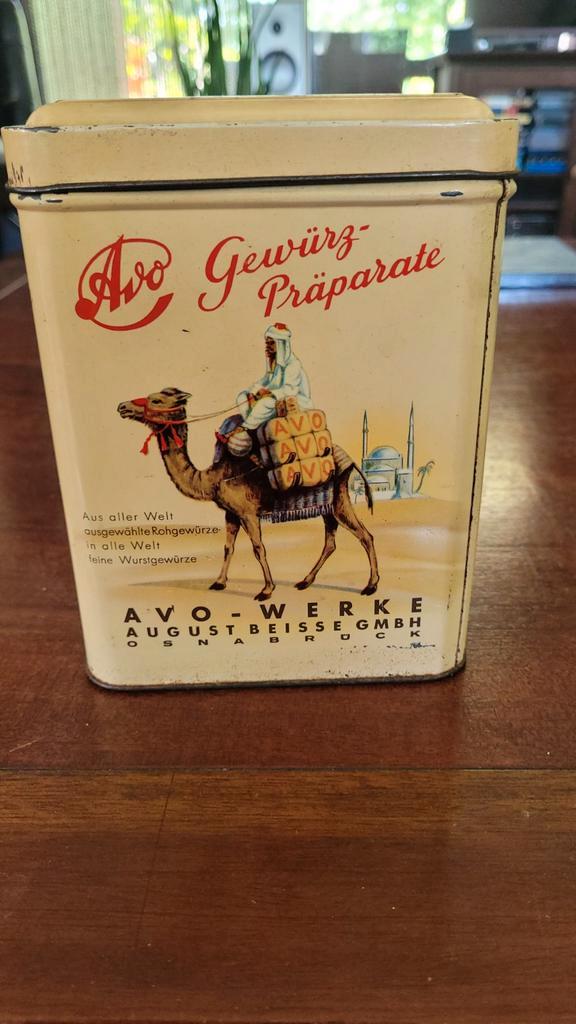 Avo
Gewürz-
Präparate
AVO
AVO
AVO
Aus aller Welt
ausgewählte Rohgewürze-
in alle Welt
feine Wurstgewürze
AVO-WERKE
AUGUST BEISSE GMBH
OSNABRÜCK